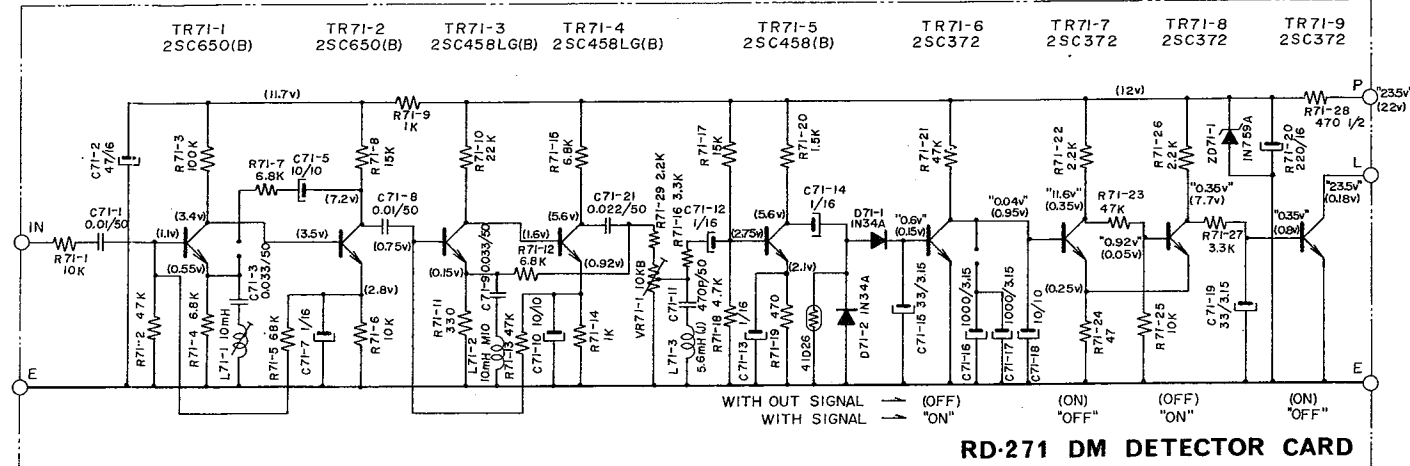 TR71-1
2SC650(B)
TR71-2
2SC650(B)
TR71-3
2SC458LG(B)
TR71-4
2SC458LG(B)
TR71-5
2SC458(B)
TR71-6
2SC372
TR71-7
2SC372
TR71-8
2SC372
TR71-9
2SC372
(11.7v)
(12v)
P
"23.5v"
(22v)
R71-28
470 1/2
R71-9
1K
C71-2
47/16
R71-3
100K
R71-7
6.8K
C71-5
10/10
R71-8
15K
C71-8
0.01/50
R71-10
22K
R71-15
6.8K
C71-21
0.022/50
R71-29 2.2K
R71-16 3.3K
C71-12
1/16
R71-17
15K
R71-20
1.5K
C71-14
1/16
D71-1
IN34A
R71-21
47K
R71-22
2.2K
R71-23
47K
R71-26
2.2K
R71-27
3.3K
ZD71-1
IN759A
R71-20
220/16
L
"23.5v"
(0.18v)
IN
C71-1
0.01/50
R71-1
10K
(1.1v)
(3.4v)
(0.55v)
(7.2v)
(3.5v)
(2.8v)
(0.75v)
(0.15v)
(1.6v)
(5.6v)
(0.92v)
(2.75v)
(5.6v)
(2.1v)
"0.6v"
(0.15v)
"0.04v"
(0.95v)
"11.6v"
(0.35v)
"0.92v"
(0.05v)
(0.25v)
"0.36v"
(7.7v)
"0.35v"
(0.8v)
R71-2 47K
R71-4 6.8K
C71-3
0.033/50
L71-1 10mH
R71-5 68K
C71-7 1/16
R71-6
10K
R71-11
330
R71-12
6.8K
C71-9 0.033/50
L71-2
10mH M10
R71-13 47K
C71-10 10/10
R71-14
1K
VR71-1 10KB
C71-11
470P/50
L71-3
5.6mH (J)
R71-18 4.7K
C71-13 1/16
R71-19 470
41D26
D71-2 IN34A
C71-15 33/3.15
C71-16 1000/3.15
C71-17 1000/3.15
C71-18 10/10
R71-24
47
R71-25
10K
C71-19
33/3.15
E
E
WITH OUT SIGNAL → (OFF) (ON) (OFF) (ON)
WITH SIGNAL → "ON" "OFF" "ON" "OFF"
RD-271 DM DETECTOR CARD